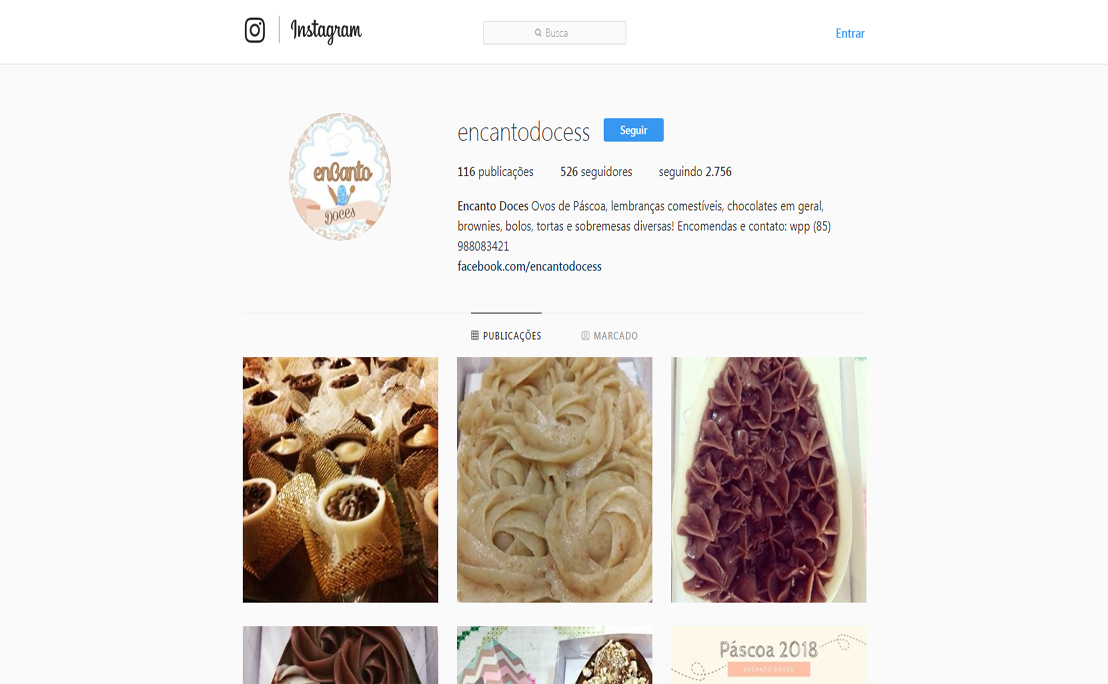 Instagram
Busca
Entrar
enCanto
Doces
encantodocess
Seguir
116 publicações 526 seguidores seguindo 2.756
Encanto Doces Ovos de Páscoa, lembranças comestíveis, chocolates em geral,
brownies, bolos, tortas e sobremesas diversas! Encomendas e contato: wpp (85)
988083421
facebook.com/encantodocess
PUBLICAÇÕES MARCADO
Páscoa 2018
ENCANTO DOCES